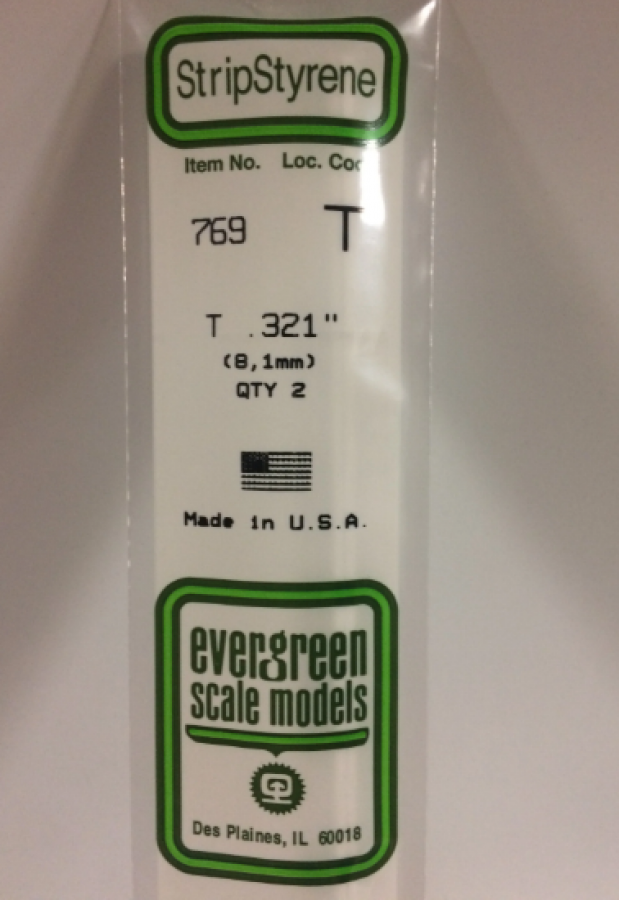 StripStyrene
Item No. Loc.
769 T
T .321"
(8,1mm)
QTY 2
Made in U.S.A.
evergreen
scale models
Des Plaines, IL 60018